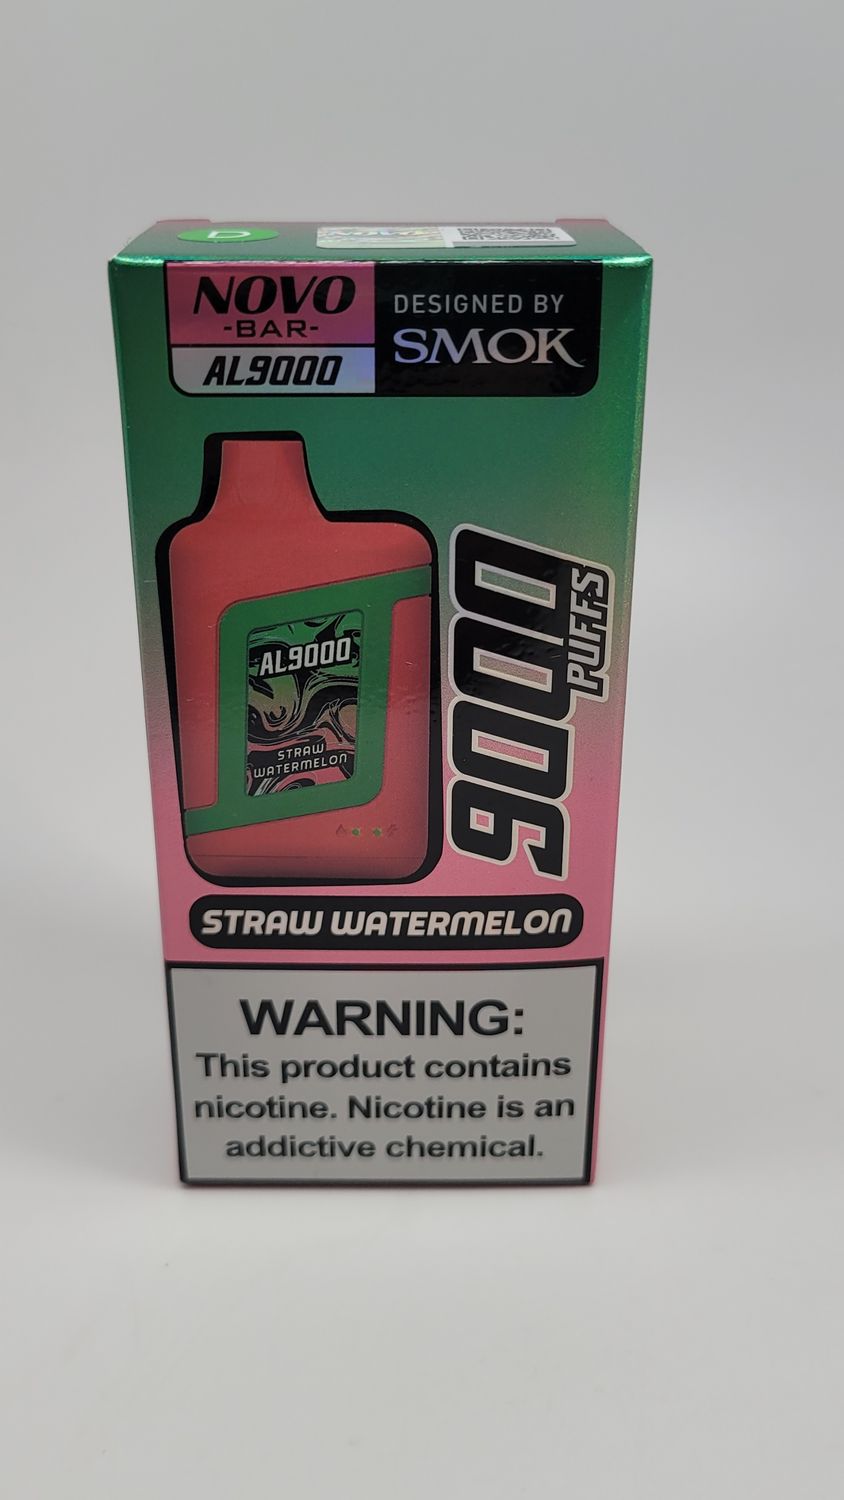 D
NOVO
-BAR-
AL9000
DESIGNED BY
SMOK
AL9000
STRAW
WATERMELON
9000
PUFFS
STRAW WATERMELON
WARNING:
This product contains
nicotine. Nicotine is an
addictive chemical.